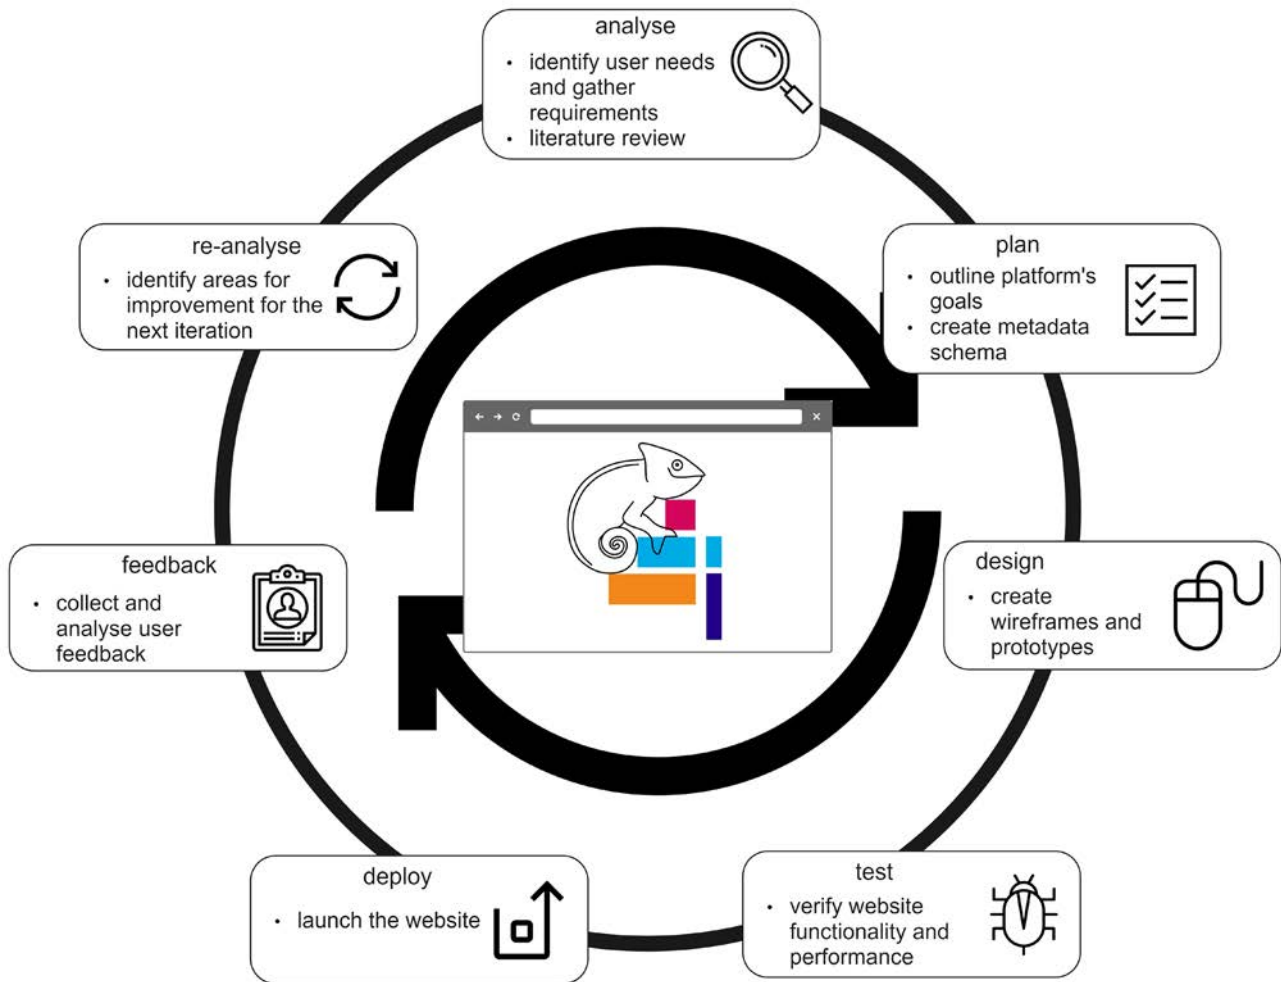 analyse
• identify user needs
and gather
requirements
• literature review
plan
• outline platform's
goals
• create metadata
schema
design
• create
wireframes and
prototypes
test
• verify website
functionality and
performance
deploy
• launch the website
feedback
• collect and
analyse user
feedback
re-analyse
• identify areas for
improvement for the
next iteration